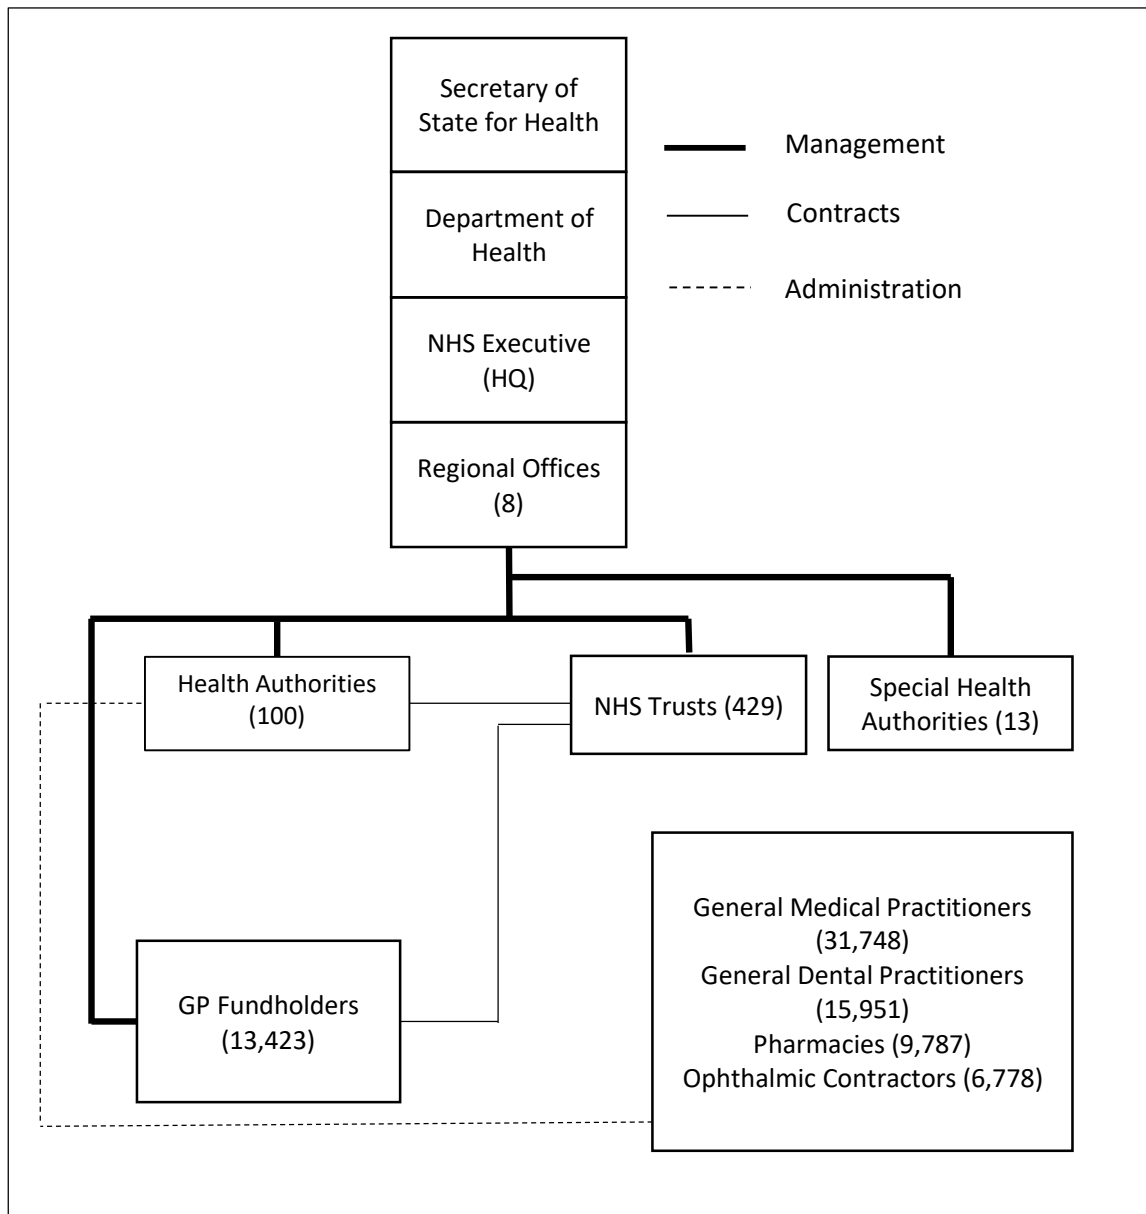 Secretary of
State for Health
Management
Department of
Health
Contracts
Administration
NHS Executive
(HQ)
Regional Offices
(8)
Health Authorities
(100)
NHS Trusts (429)
Special Health
Authorities (13)
GP Fundholders
(13,423)
General Medical Practitioners
(31,748)
General Dental Practitioners
(15,951)
Pharmacies (9,787)
Ophthalmic Contractors (6,778)